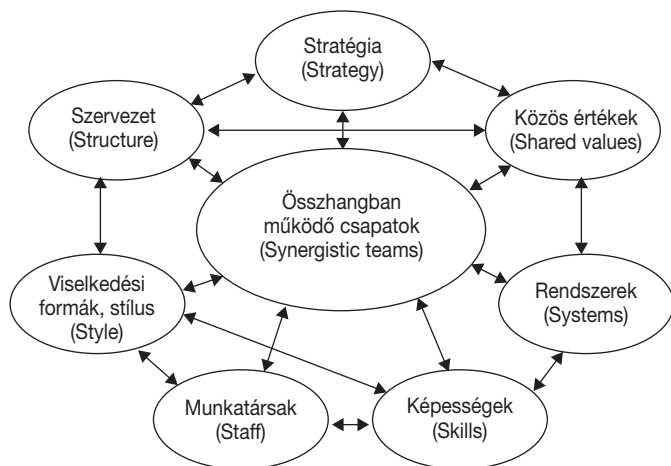 Stratégia
(Strategy)
Szervezet
(Structure)
Közös értékek
(Shared values)
Összhangban
működő csapatok
(Synergistic teams)
Viselkedési
formák, stílus
(Style)
Rendszerek
(Systems)
Munkatársak
(Staff)
Képességek
(Skills)